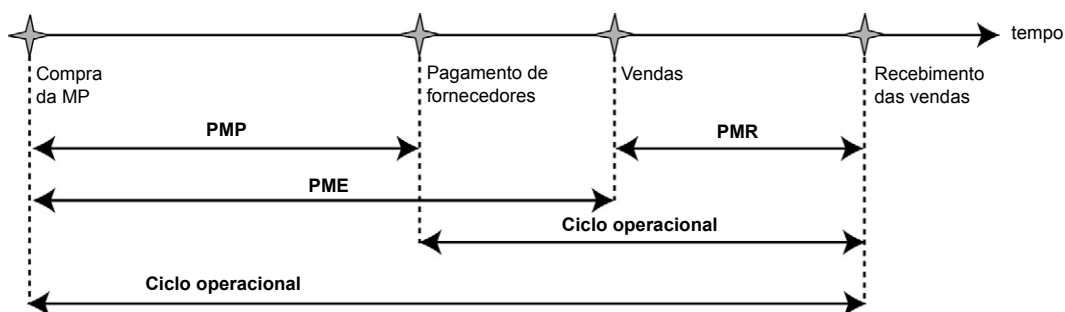 tempo
Compra
da MP
Pagamento de
fornecedores
Vendas
Recebimento
das vendas
PMP
PMR
PME
Ciclo operacional
Ciclo operacional